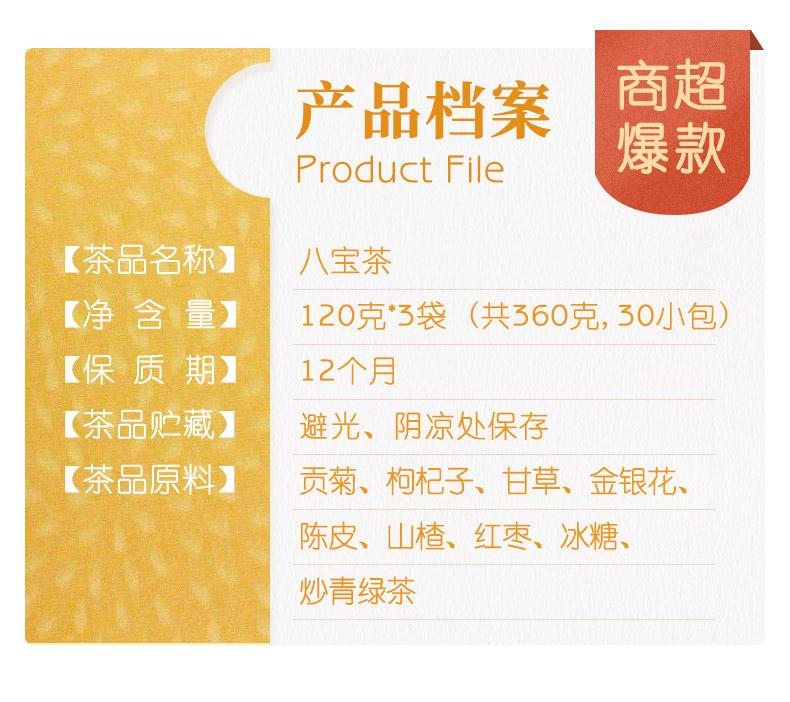 商超
爆款
产品档案
Product File
【茶品名称】 八宝茶
【净 含 量】 120克*3袋（共360克, 30小包）
【保 质 期】 12个月
【茶品贮藏】 避光、阴凉处保存
【茶品原料】 贡菊、枸杞子、甘草、金银花、
陈皮、山楂、红枣、冰糖、
炒青绿茶